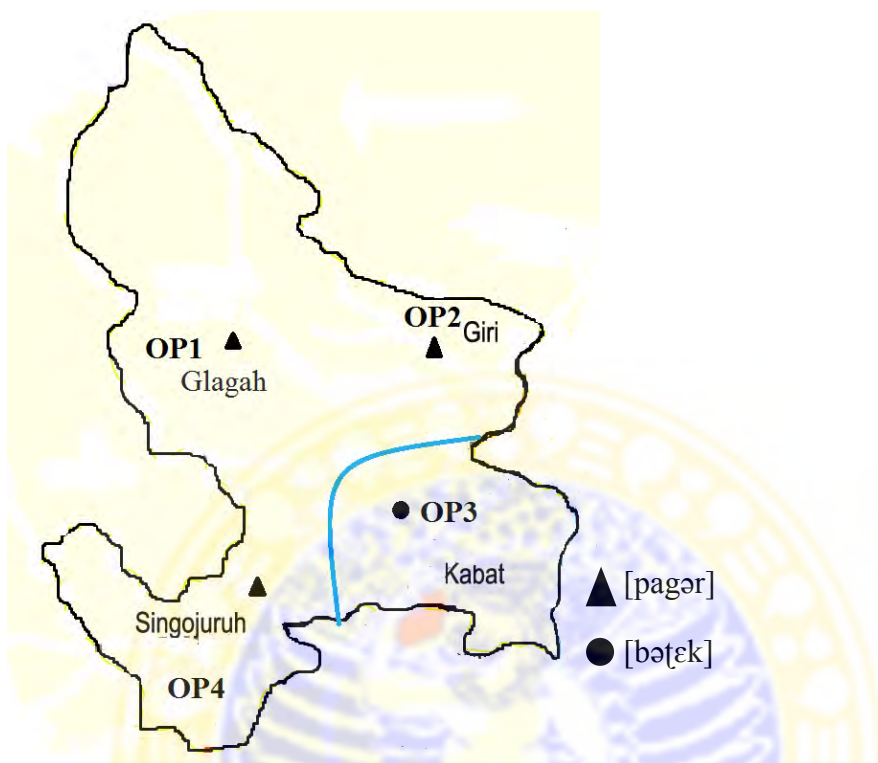 OP2 Giri
OP1
Glagah
OP3
Kabat
[pagər]
Singojuruh
[bəʈɛk]
OP4